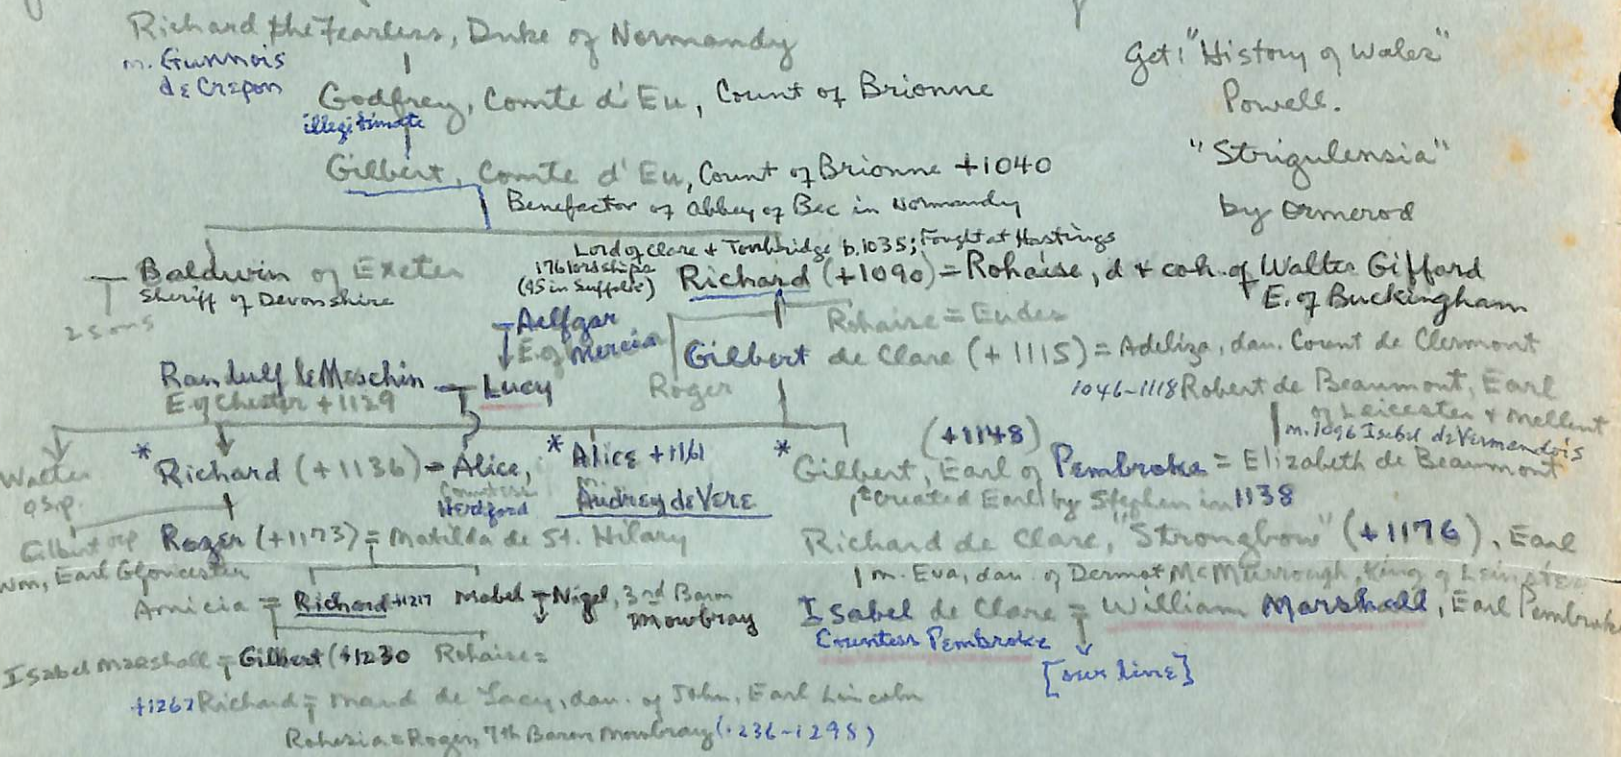 Richard the Fearless, Duke of Normandy
m. Gunnois
de Crepon
Get! "History of Wales"
Powell.
Godfrey, Comte d'Eu, Count of Brionne
illegitimate
"Strigulensia"
by Ormerod
Gilbert, Comte d'Eu, Count of Brionne +1040
Benefactor of Abbey of Bec in Normandy
Lord of Clare + Tonbridge b.1035; Fought at Hastings
176 lordships
(95 in Suffolk)
Baldwin of Exeter
Sheriff of Devonshire
2 sons
Richard (+1090) = Rohaise, d + coh. of Walter Gifford
E. of Buckingham
Rohaise = Eudes
Aelfgar
E. of Mercia
Gilbert de Clare (+1115) = Adeliza, dau. Count de Clermont
Roger
Randulf le Meschin
E. of Chester +1129
Lucy
1046-1118 Robert de Beaumont, Earl
of Leicester + Mellent
m. 1096 Isabel de Vermandois
Walter
osp.
* Richard (+1136) = Alice,
Countess
Hertford
* Alice +1161
Audrey de Vere
(+1148)
* Gilbert, Earl of Pembroke = Elizabeth de Beaumont
1st created Earl by Stephen in 1138
Gilbert osp
Wm, Earl Gloucester
Roger (+1173) = Matilda de St. Hilary
Richard de Clare, "Strongbow" (+1176), Earl
m. Eva, dau. of Dermot McMurrough, King of Leinster
Amicia = Richard +1217
Mabel = Nigel, 3rd Baron
Mowbray
Isabel de Clare = William Marshall, Earl Pembroke
Countess Pembroke
[our line]
Isabel Marshall = Gilbert (+1230
Rohaise =
+1262 Richard = Maud de Lacy, dau. of John, Earl Lincoln
Rohesia = Roger, 7th Baron Mowbray (1236-1298)